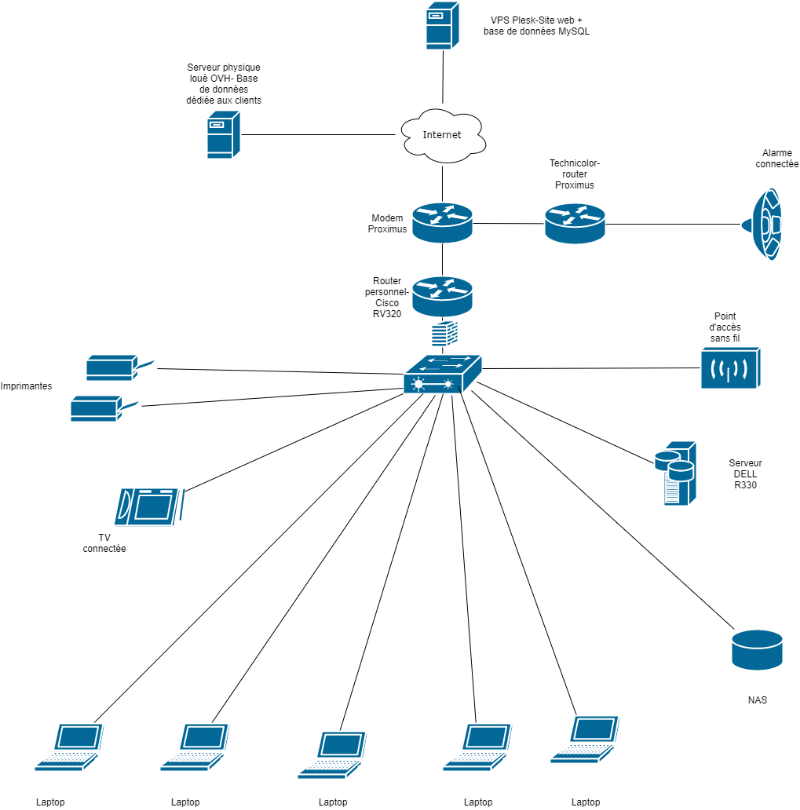 VPS Plesk-Site web +
base de données MySQL
Serveur physique
loué OVH- Base
de données
dédiée aux clients
Internet
Technicolor-
router
Proximus
Alarme
connectée
Modem
Proximus
Router
personnel-
Cisco
RV320
Point
d'accès
sans fil
Imprimantes
Serveur
DELL
R330
TV
connectée
NAS
Laptop
Laptop
Laptop
Laptop
Laptop